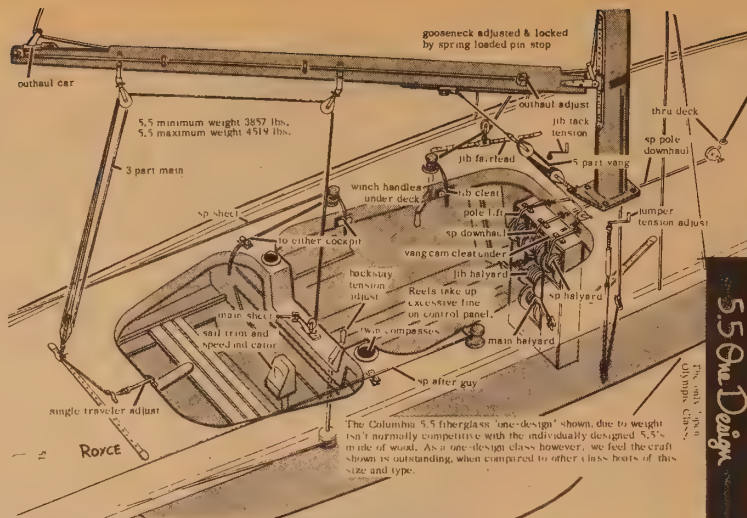 gooseneck adjusted & locked
by spring loaded pin stop
outhaul car
outhaul adjust
5.5 minimum weight 3857 lbs.
5.5 maximum weight 4519 lbs.
jib tack
tension
thru deck
5 part vang
sp pole
downhaul
3 part main
jib fairlead
winch handles
under deck
jib cleat
sp sheet
pole lift
sp downhaul
jumper
tension adjust
to either cockpit
vang cam cleat under
backstay
tension
adjust
jib halyard
sp halyard
Reels take up
excessive line
on control panel.
main sheet
sail trim and
speed indicator
twin compasses
main halyard
sp after guy
single traveler adjust
ROYCE
The Columbia 5.5 fiberglass 'one-design' shown, due to weight
isn't normally competitive with the individually designed 5.5's
made of wood. As a one-design class however, we feel the craft
shown is outstanding, when compared to other class boats of this
size and type.
5.5 One Design
The only 'open'
Olympic Class.